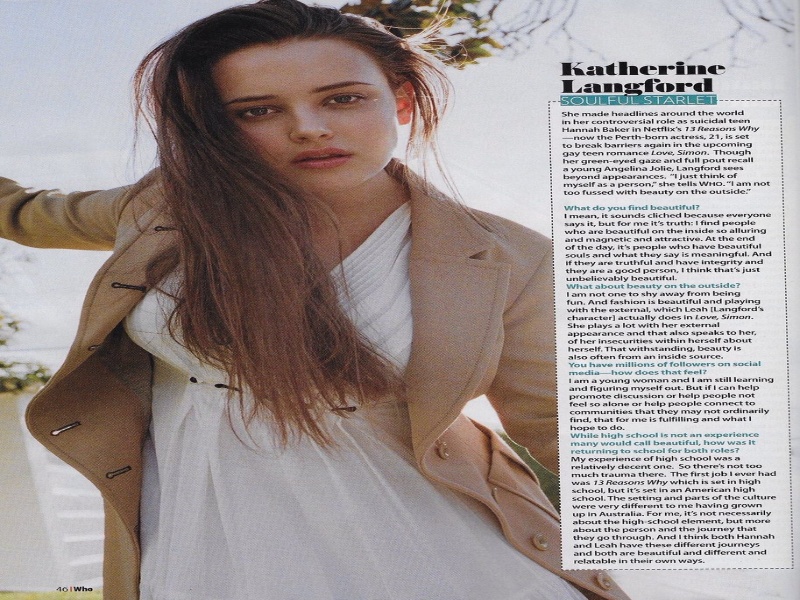 Katherine
Langford
SOULFUL STARLET
She made headlines around the world
in her controversial role as suicidal teen
Hannah Baker in Netflix's 13 Reasons Why
—now the Perth-born actress, 21, is set
to break barriers again in the upcoming
gay teen romance Love, Simon. Though
her green-eyed gaze and full pout recall
a young Angelina Jolie, Langford sees
beyond appearances. "I just think of
myself as a person," she tells WHO. "I am not
too fussed with beauty on the outside."
What do you find beautiful?
I mean, it sounds cliched because everyone
says it, but for me it's truth: I find people
who are beautiful on the inside so alluring
and magnetic and attractive. At the end
of the day, it's people who have beautiful
souls and what they say is meaningful. And
if they are truthful and have integrity and
they are a good person, I think that's just
unbelievably beautiful.
What about beauty on the outside?
I am not one to shy away from being
fun. And fashion is beautiful and playing
with the external, which Leah [Langford's
character] actually does in Love, Simon.
She plays a lot with her external
appearance and that also speaks to her,
of her insecurities within herself about
herself. That withstanding, beauty is
also often from an inside source.
You have millions of followers on social
media—how does that feel?
I am a young woman and I am still learning
and figuring myself out. But if I can help
promote discussion or help people not
feel so alone or help people connect to
communities that they may not ordinarily
find, that for me is fulfilling and what I
hope to do.
While high school is not an experience
many would call beautiful, how was it
returning to school for both roles?
My experience of high school was a
relatively decent one. So there's not too
much trauma there. The first job I ever had
was 13 Reasons Why which is set in high
school, but it's set in an American high
school. The setting and parts of the culture
were very different to me having grown
up in Australia. For me, it's not necessarily
about the high-school element, but more
about the person and the journey that
they go through. And I think both Hannah
and Leah have these different journeys
and both are beautiful and different and
relatable in their own ways.
46 | Who